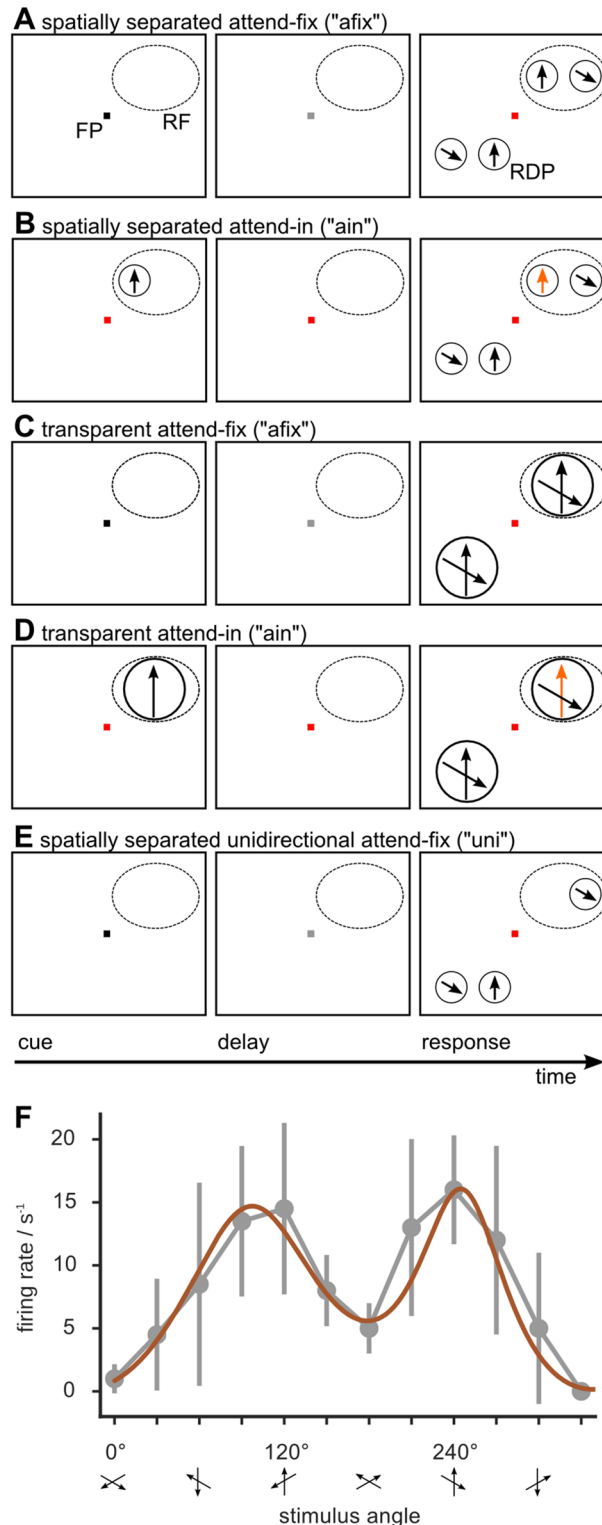 A spatially separated attend-fix ("afix")
FP
RF
RDP
B spatially separated attend-in ("ain")
C transparent attend-fix ("afix")
D transparent attend-in ("ain")
E spatially separated unidirectional attend-fix ("uni")
cue delay response
time
F
20
15
10
5
0
firing rate / s⁻¹
0° 120° 240°
stimulus angle